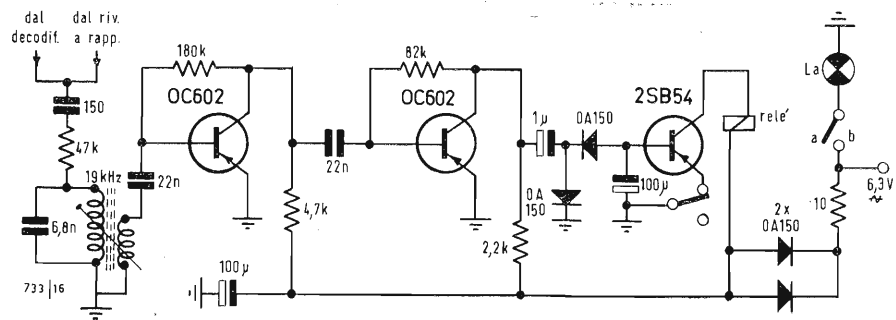 dal decodif.
dal riv. a rapp.
150
47k
19kHz
6,8n
22n
180k
OC602
4,7k
22n
82k
OC602
2,2k
1µ
OA150
OA 150
100µ
2SB54
relé
La
a b
6,3V
10
2x OA150
100µ
733|16